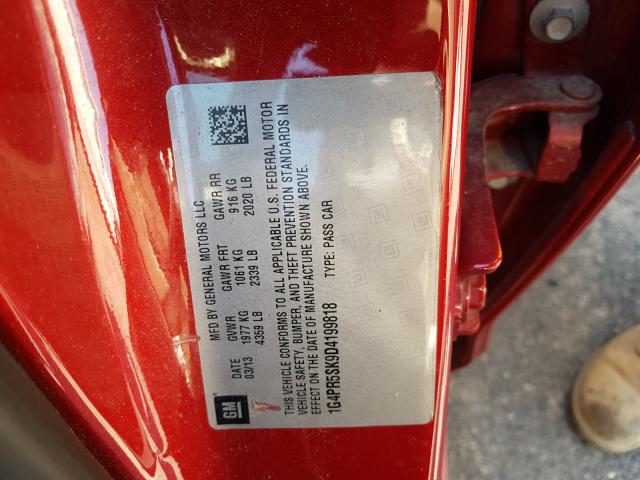 MFD BY GENERAL MOTORS LLC
DATE GVWR GAWR FRT GAWR RR
03/13 1977 KG 1061 KG 916 KG
4359 LB 2339 LB 2020 LB
GM
THIS VEHICLE CONFORMS TO ALL APPLICABLE U.S. FEDERAL MOTOR
VEHICLE SAFETY, BUMPER, AND THEFT PREVENTION STANDARDS IN
EFFECT ON THE DATE OF MANUFACTURE SHOWN ABOVE.
1G4PR5SK9D4199818 TYPE: PASS CAR